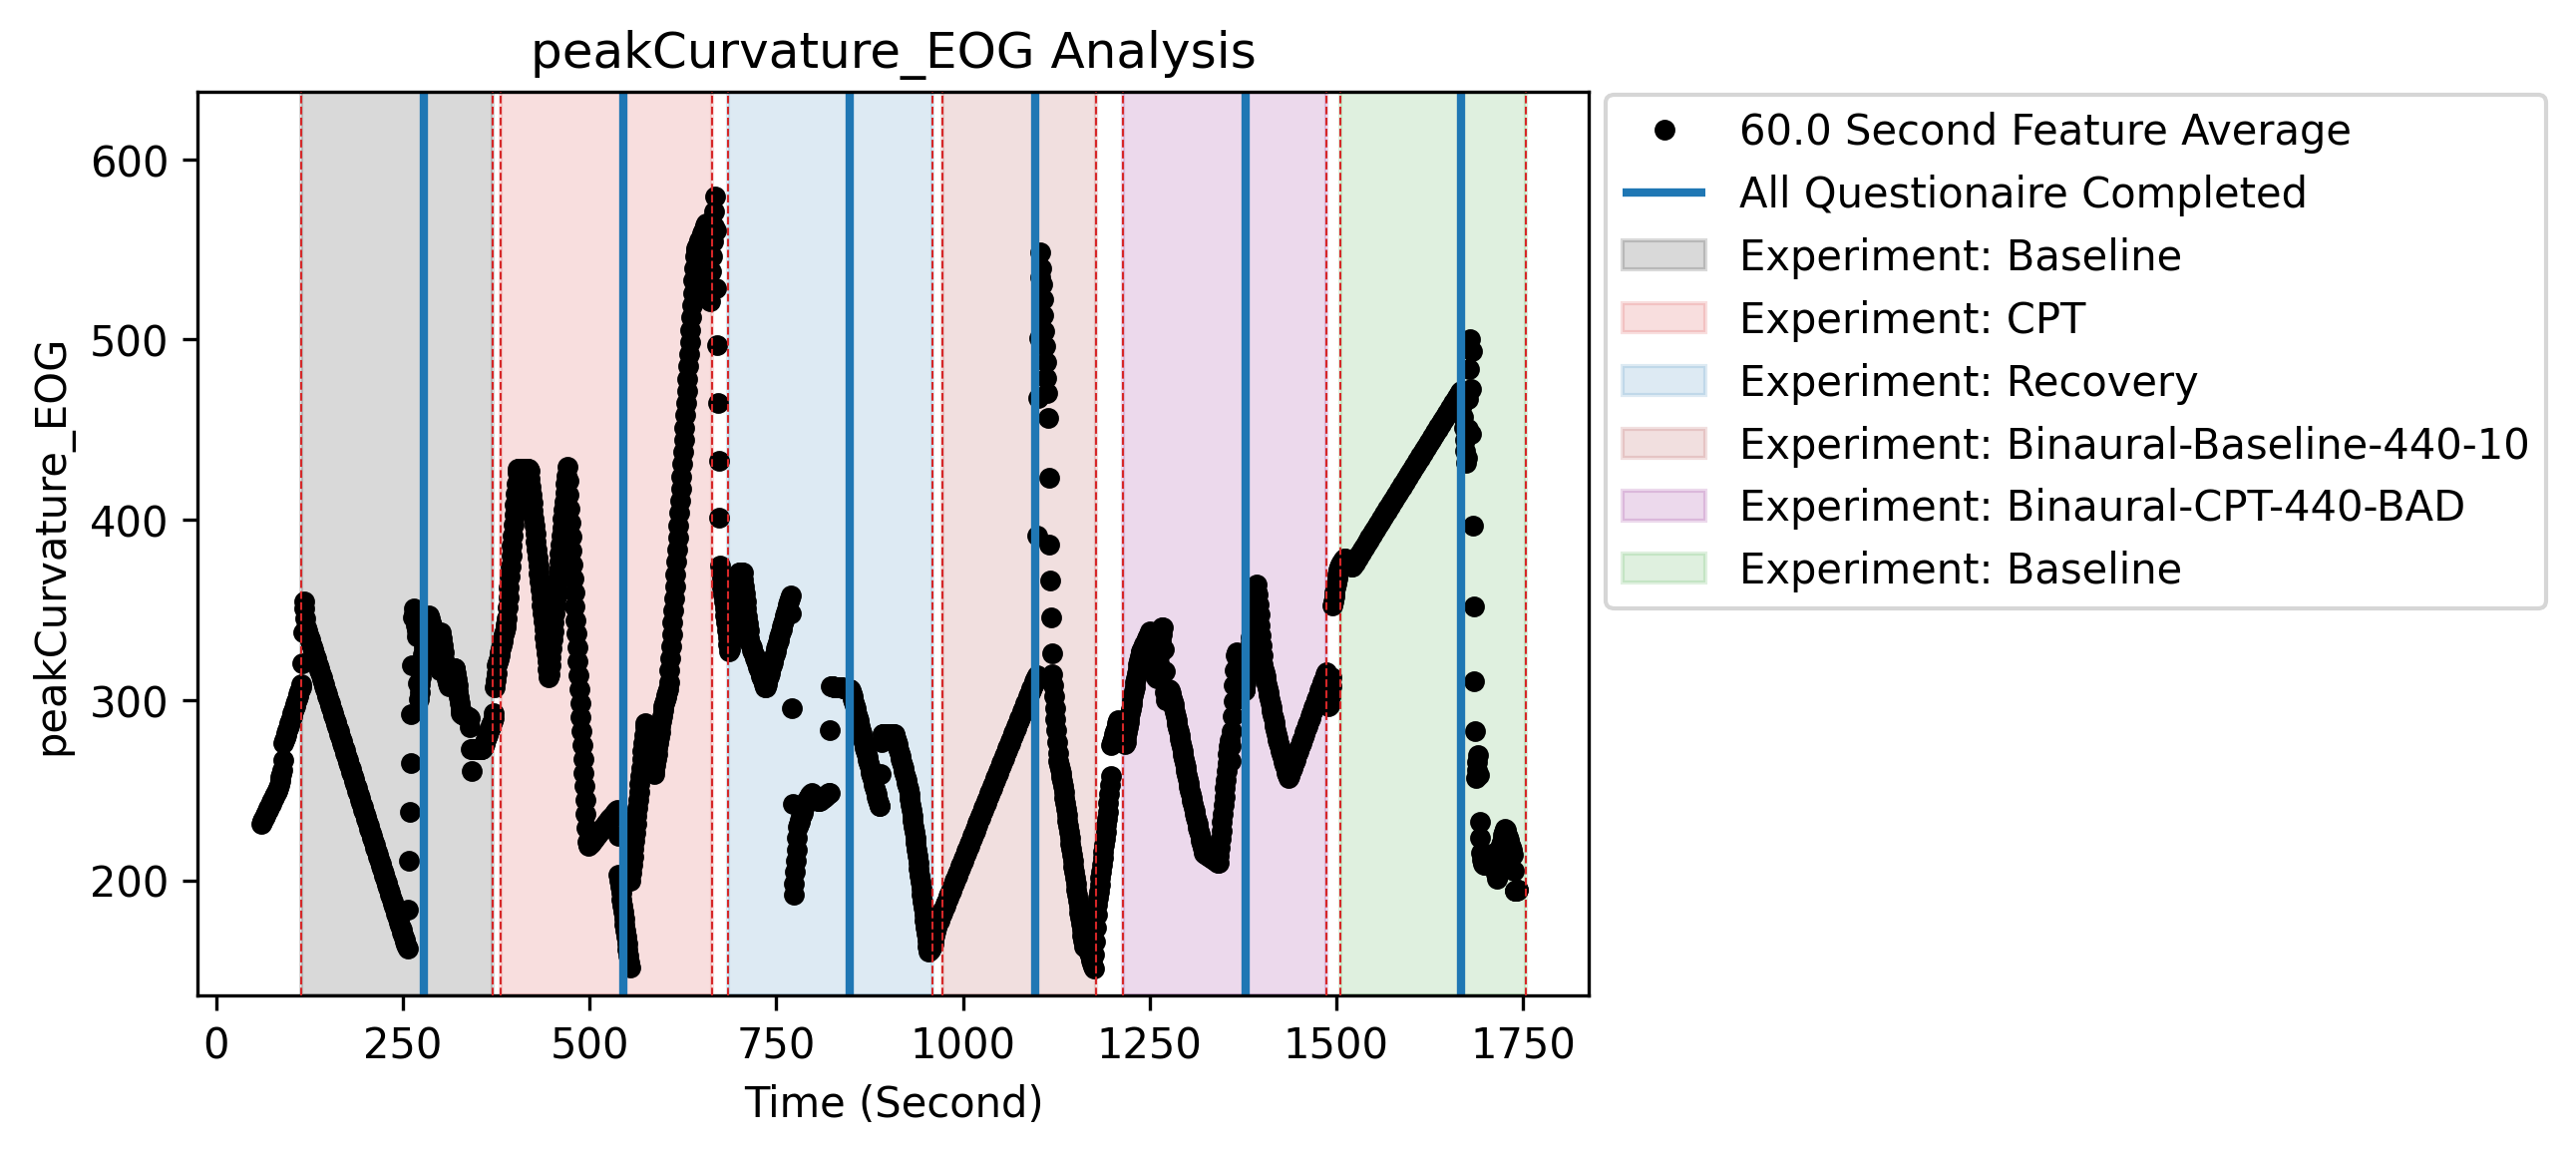 peakCurvature_EOG Analysis
peakCurvature_EOG
600
500
400
300
200
0
250
500
750
1000
1250
1500
1750
Time (Second)
60.0 Second Feature Average
All Questionaire Completed
Experiment: Baseline
Experiment: CPT
Experiment: Recovery
Experiment: Binaural-Baseline-440-10
Experiment: Binaural-CPT-440-BAD
Experiment: Baseline